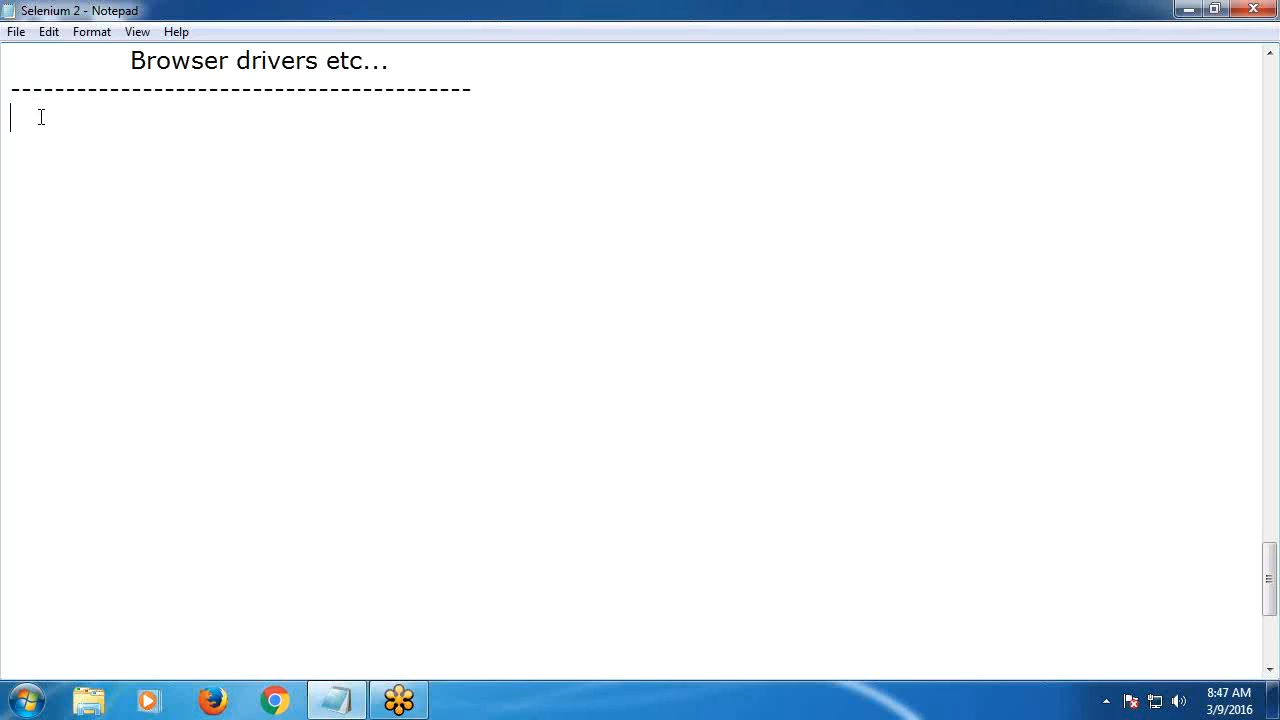 Selenium 2 - Notepad
File Edit Format View Help
Browser drivers etc...
------------------------------------------
8:47 AM
3/9/2016